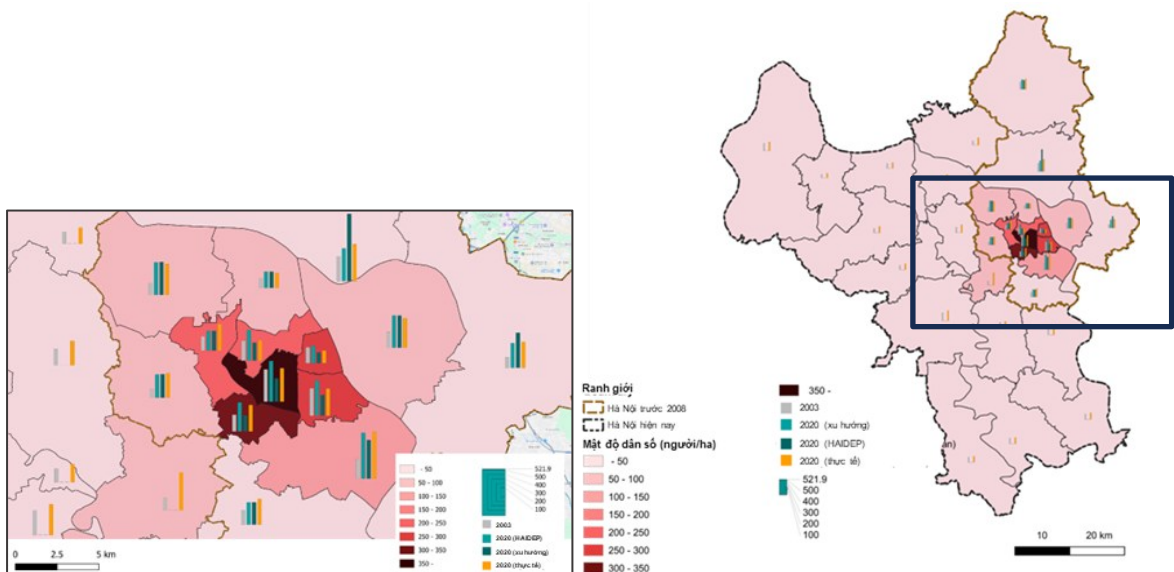 0 2.5 5 km
- 50
50 - 100
100 - 150
150 - 200
200 - 250
250 - 300
300 - 350
350 -
521.9
500
400
300
200
100
2003
2020 (HAIDEP)
2020 (xu hướng)
2020 (thực tế)
Ranh giới
Hà Nội trước 2008
Hà Nội hiện nay
Mật độ dân số (người/ha)
- 50
50 - 100
100 - 150
150 - 200
200 - 250
250 - 300
300 - 350
350 -
2003
2020 (xu hướng)
2020 (HAIDEP)
2020 (thực tế)
521.9
500
400
300
200
100
an)
10 20 km